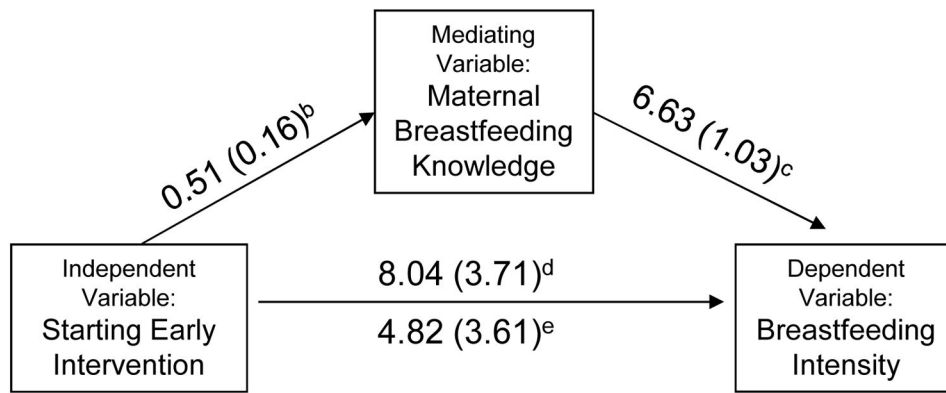 Mediating
Variable:
Maternal
Breastfeeding
Knowledge
0.51 (0.16)ᵇ
6.63 (1.03)ᶜ
Independent
Variable:
Starting Early
Intervention
8.04 (3.71)ᵈ
4.82 (3.61)ᵉ
Dependent
Variable:
Breastfeeding
Intensity